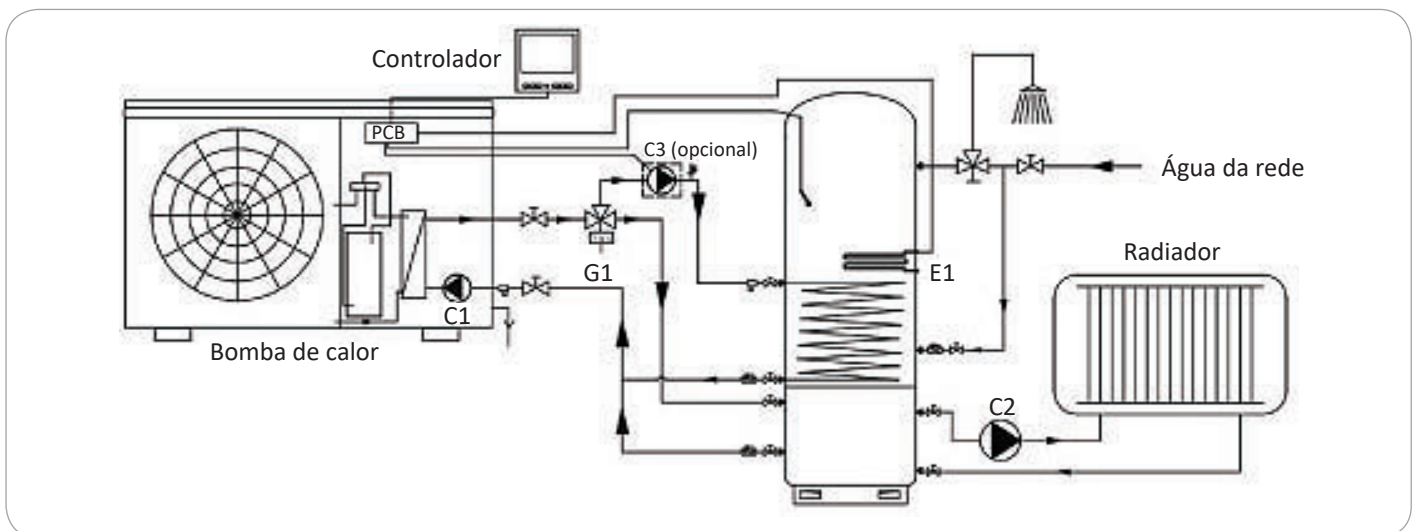 Controlador
PCB
C3 (opcional)
Água da rede
Radiador
G1
E1
C1
Bomba de calor
C2